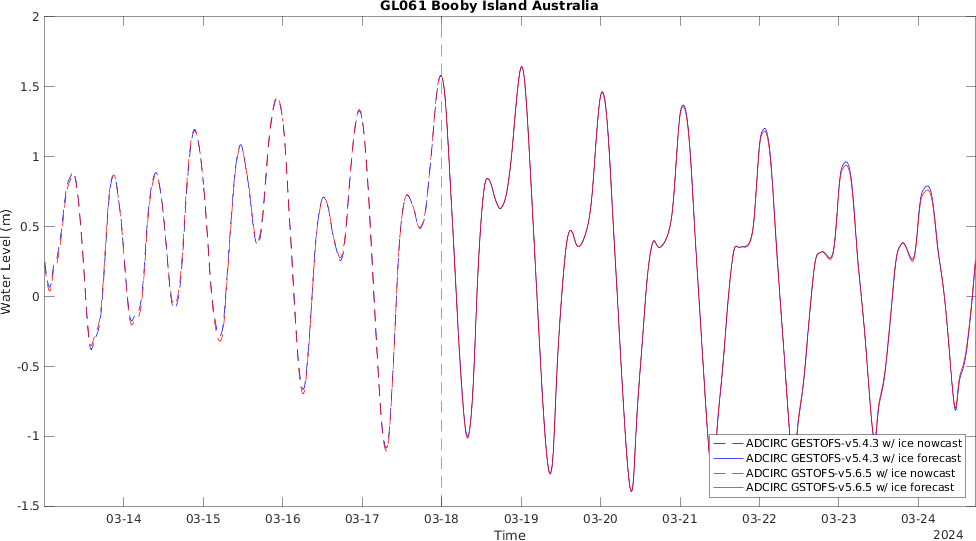 GL061 Booby Island Australia
2
1.5
1
0.5
0
-0.5
-1
-1.5
Water Level (m)
ADCIRC GESTOFS-v5.4.3 w/ ice nowcast
ADCIRC GESTOFS-v5.4.3 w/ ice forecast
ADCIRC GSTOFS-v5.6.5 w/ ice nowcast
ADCIRC GSTOFS-v5.6.5 w/ ice forecast
03-14 03-15 03-16 03-17 03-18 03-19 03-20 03-21 03-22 03-23 03-24
Time
2024